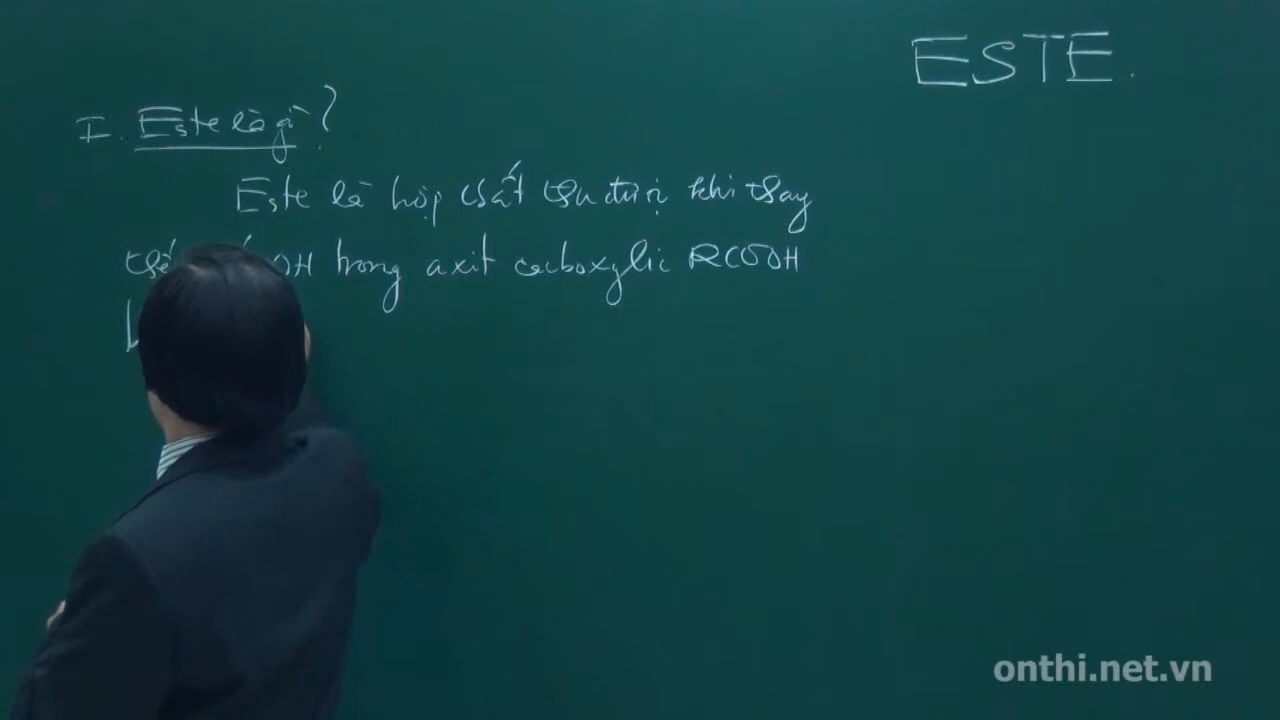 ESTE.
I. Este là gì?
Este là hợp chất thu được khi thay
thế OH trong axit cacboxylic RCOOH
onthi.net.vn